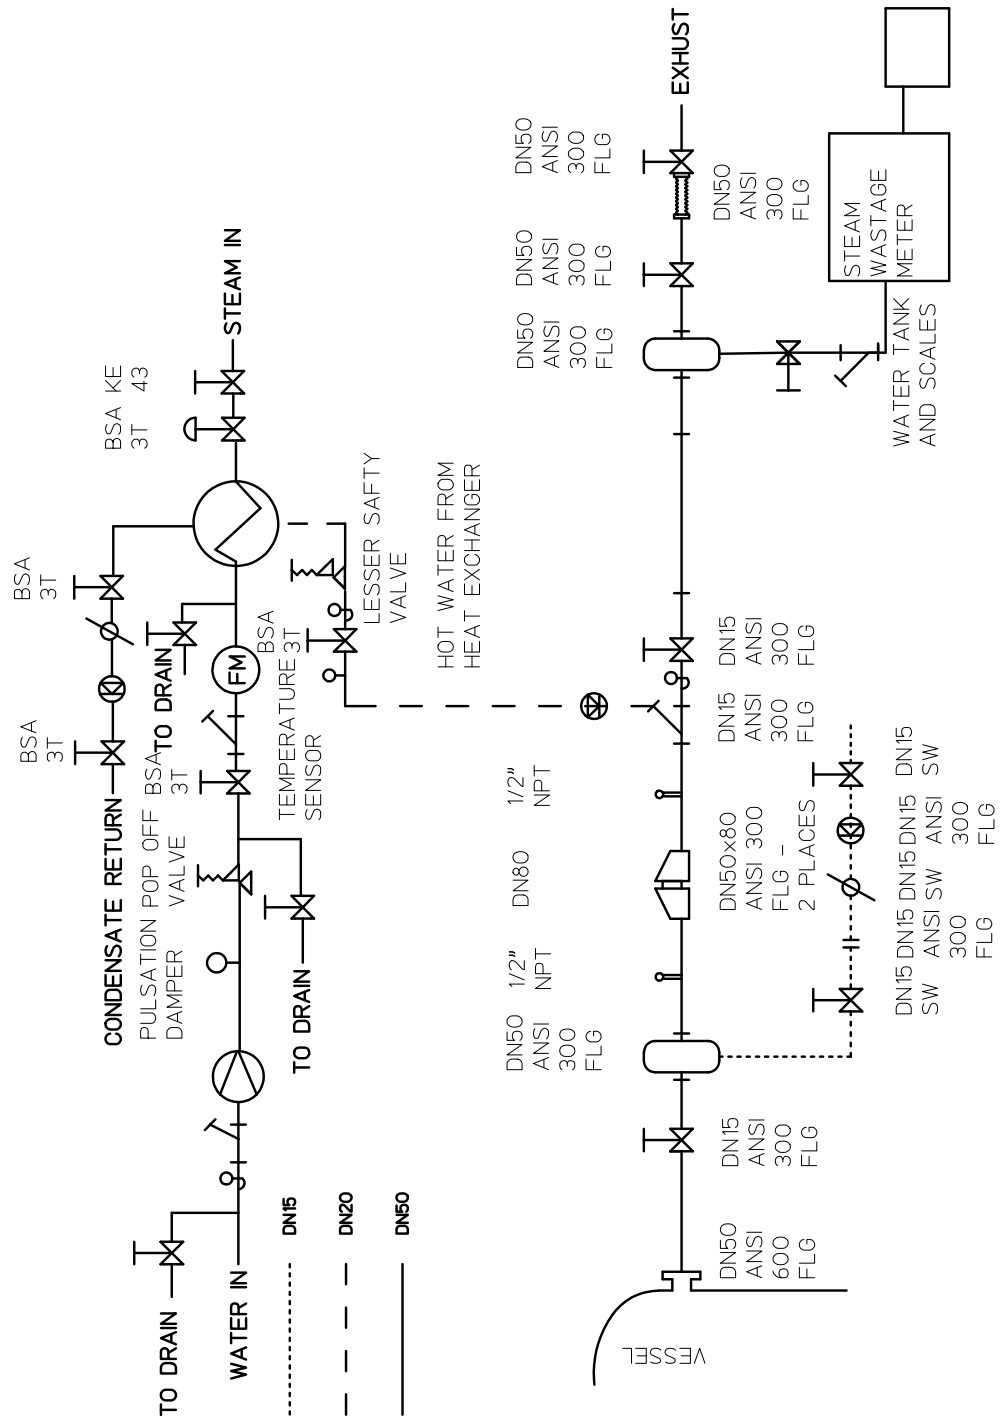 BSA KE
3T 43
STEAM IN
BSA
3T
BSA
3T
CONDENSATE RETURN
TO DRAIN
FM
BSA
3T
LESSER SAFTY
VALVE
HOT WATER FROM
HEAT EXCHANGER
TEMPERATURE
SENSOR
BSA
3T
POP OFF
VALVE
PULSATION
DAMPER
TO DRAIN
TO DRAIN
WATER IN
DN15
DN20
DN50
VESSEL
DN50
ANSI
600
FLG
DN15
ANSI
300
FLG
DN50
ANSI
300
FLG
1/2"
NPT
DN80
1/2"
NPT
DN50x80
ANSI 300
FLG -
2 PLACES
DN15 DN15 DN15 DN15
SW ANSI SW ANSI
300 300
FLG FLG
DN15
SW
DN15
ANSI
300
FLG
DN15
ANSI
300
FLG
DN50
ANSI
300
FLG
DN50
ANSI
300
FLG
DN50
ANSI
300
FLG
DN50
ANSI
300
FLG
EXHUST
STEAM
WASTAGE
METER
WATER TANK
AND SCALES